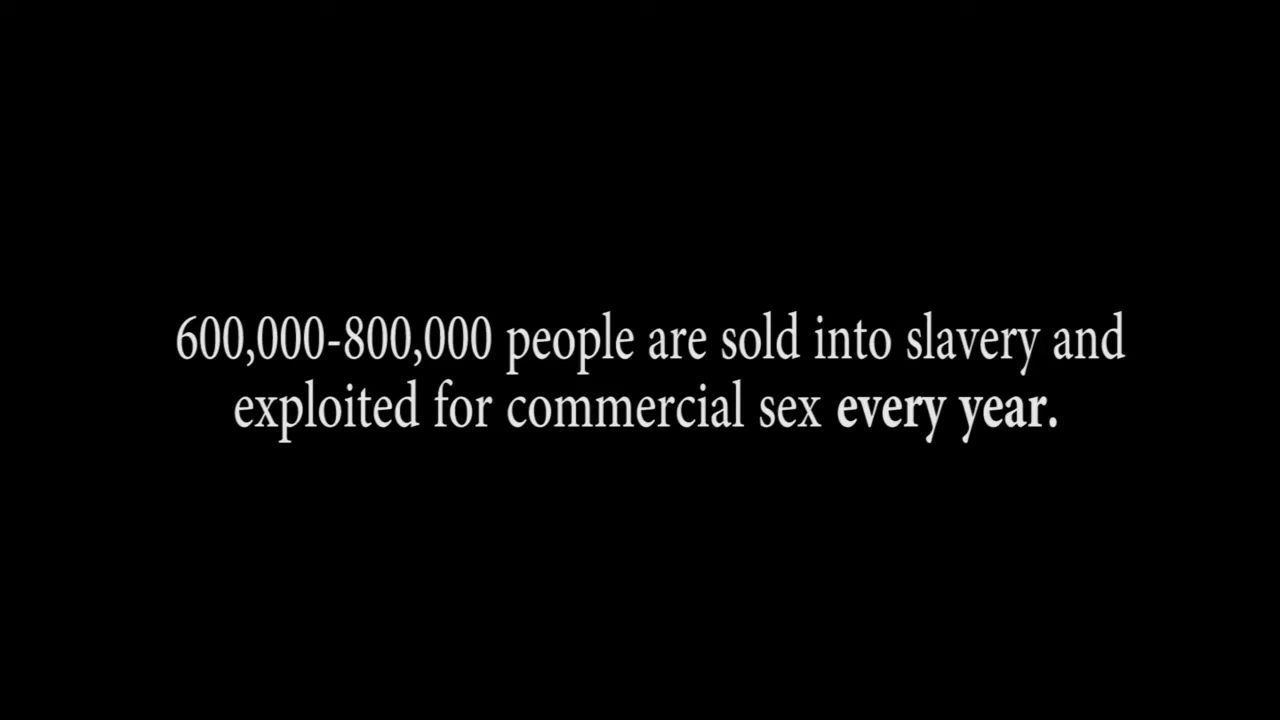 600,000-800,000 people are sold into slavery and
exploited for commercial sex every year.